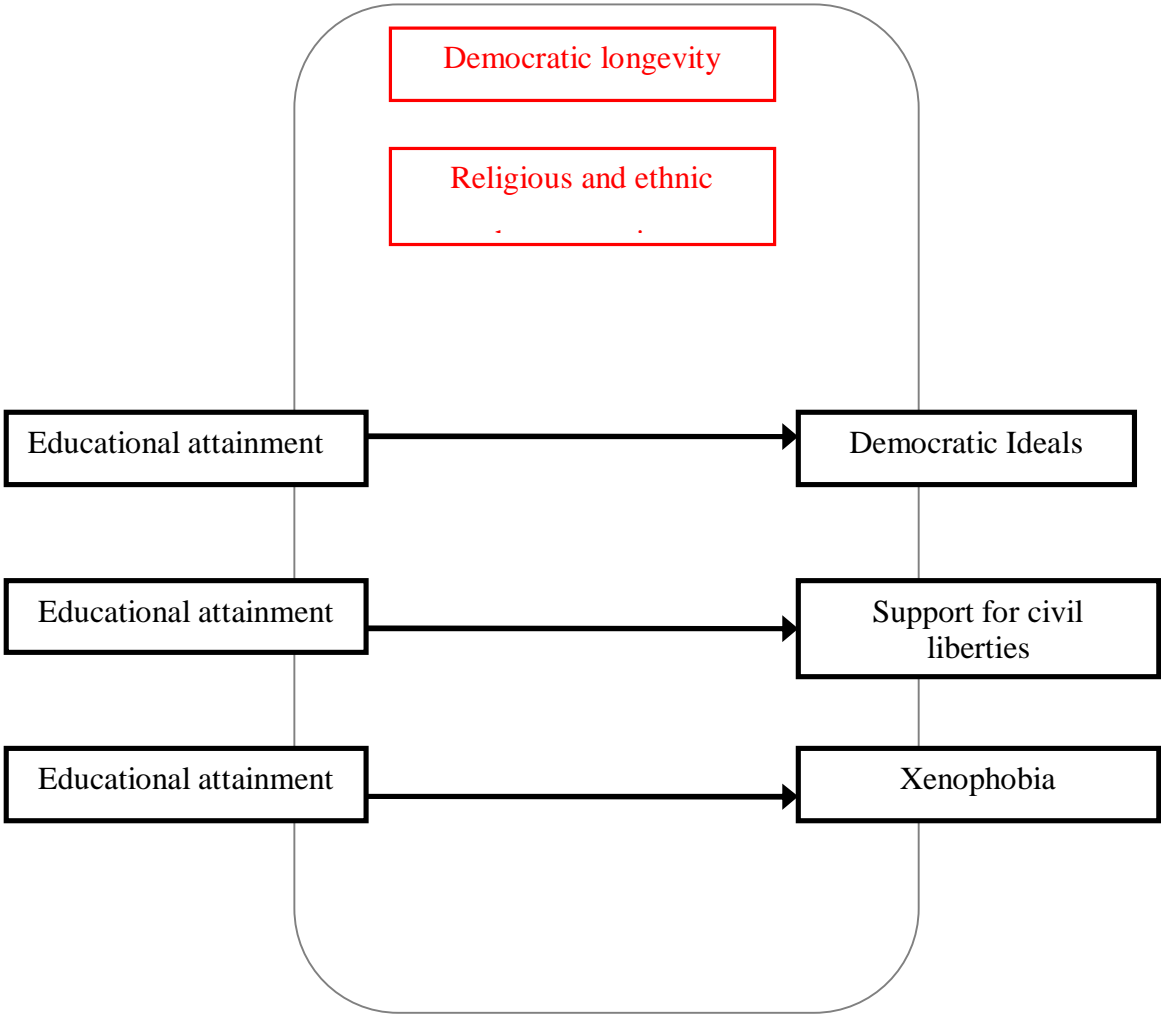 Democratic longevity
Religious and ethnic
Educational attainment
Democratic Ideals
Educational attainment
Support for civil
liberties
Educational attainment
Xenophobia